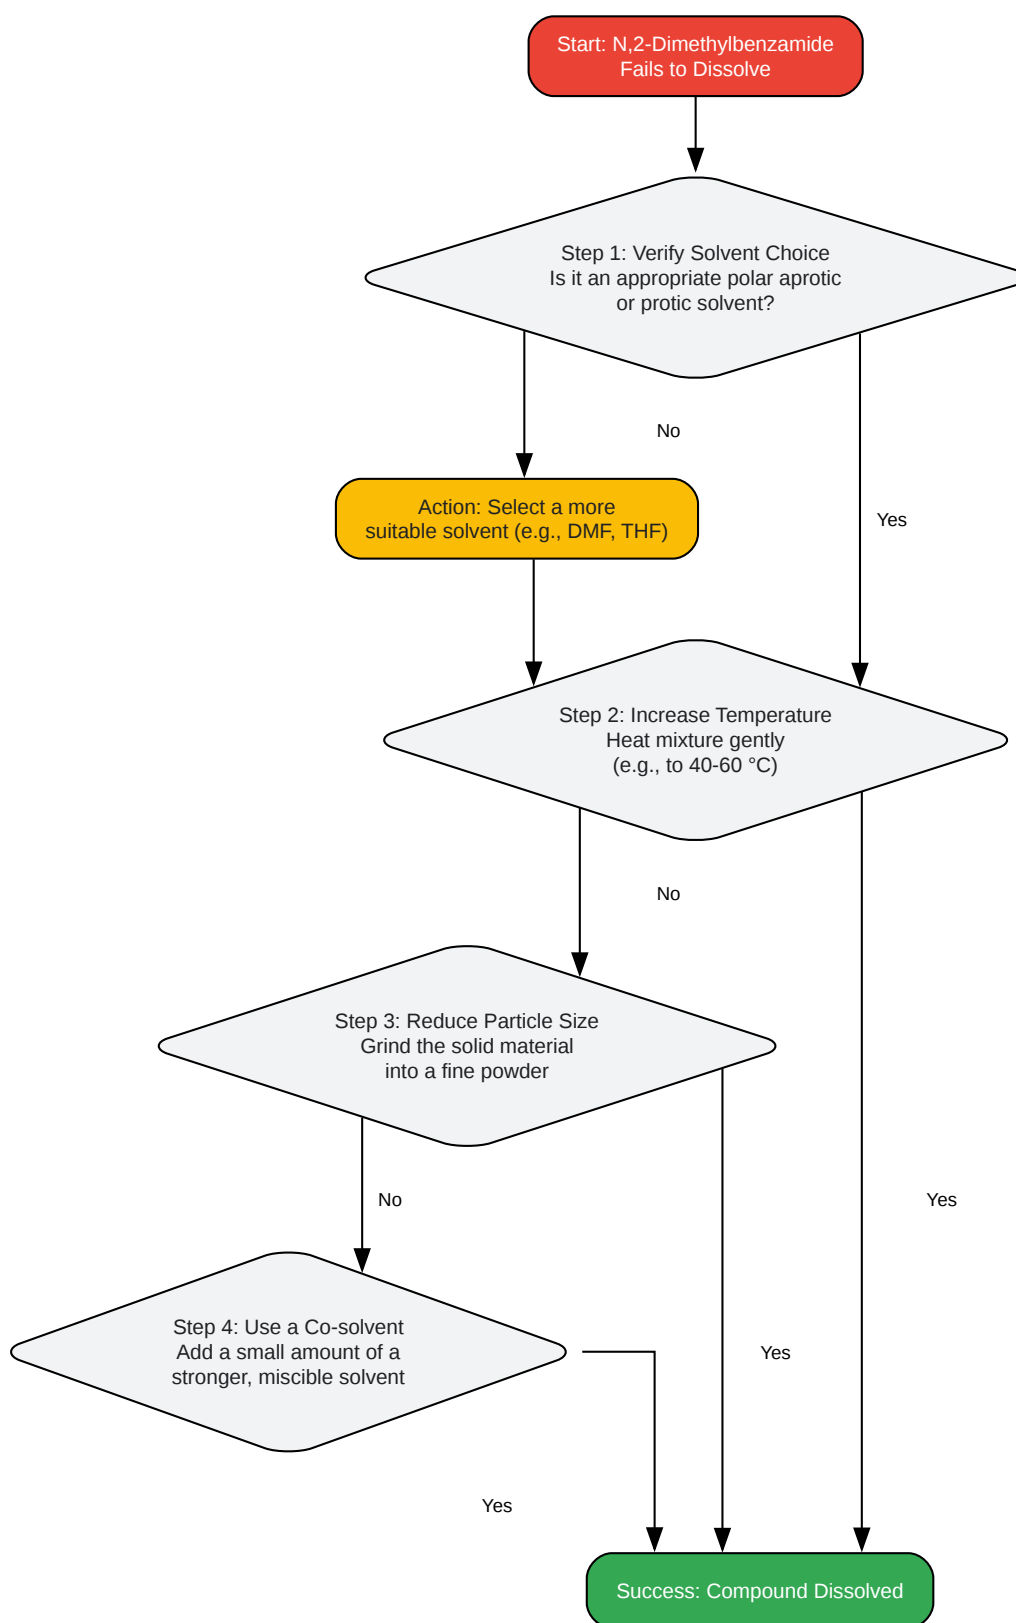 Start: N,2-Dimethylbenzamide
Fails to Dissolve
Step 1: Verify Solvent Choice
Is it an appropriate polar aprotic
or protic solvent?
No
Action: Select a more
suitable solvent (e.g., DMF, THF)
Yes
Step 2: Increase Temperature
Heat mixture gently
(e.g., to 40-60 °C)
No
Step 3: Reduce Particle Size
Grind the solid material
into a fine powder
No
Yes
Step 4: Use a Co-solvent
Add a small amount of a
stronger, miscible solvent
Yes
Yes
Success: Compound Dissolved